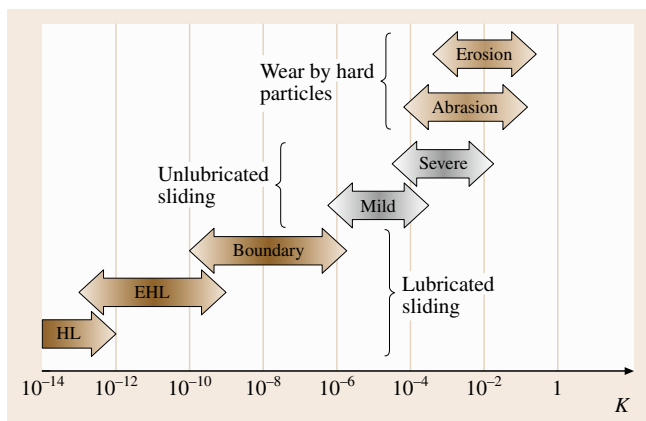 Erosion
Wear by hard
particles
Abrasion
Severe
Unlubricated
sliding
Mild
Boundary
Lubricated
sliding
EHL
HL
10⁻¹⁴ 10⁻¹² 10⁻¹⁰ 10⁻⁸ 10⁻⁶ 10⁻⁴ 10⁻² 1
K